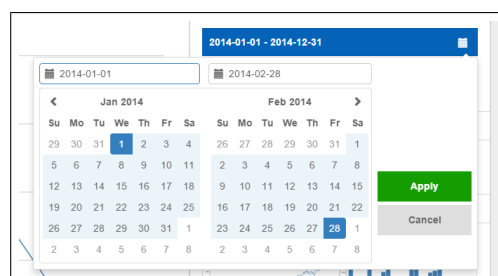 2014-01-01 - 2014-12-31
2014-01-01 2014-02-28
Jan 2014 Feb 2014
Su Mo Tu We Th Fr Sa Su Mo Tu We Th Fr Sa
29 30 31 1 2 3 4 26 27 28 29 30 31 1
5 6 7 8 9 10 11 2 3 4 5 6 7 8
12 13 14 15 16 17 18 9 10 11 12 13 14 15
Apply
19 20 21 22 23 24 25 16 17 18 19 20 21 22
Cancel
26 27 28 29 30 31 1 23 24 25 26 27 28 1
2 3 4 5 6 7 8 2 3 4 5 6 7 8